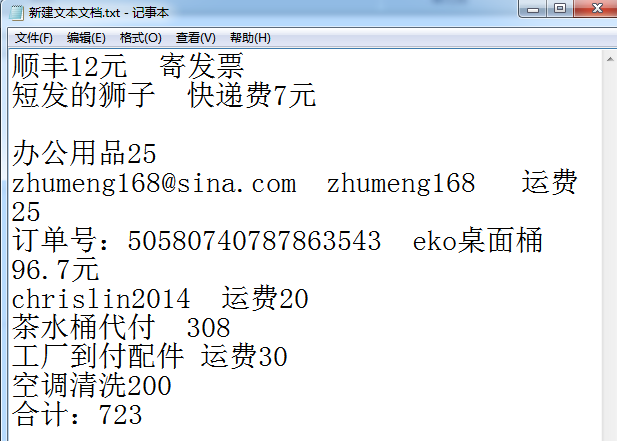 新建文本文档.txt - 记事本
文件(F) 编辑(E) 格式(O) 查看(V) 帮助(H)
顺丰12元  寄发票
短发的狮子  快递费7元
办公用品25
zhumeng168@sina.com  zhumeng168   运费
25
订单号：50580740787863543  eko桌面桶
96.7元
chrislin2014  运费20
茶水桶代付  308
工厂到付配件 运费30
空调清洗200
合计：723